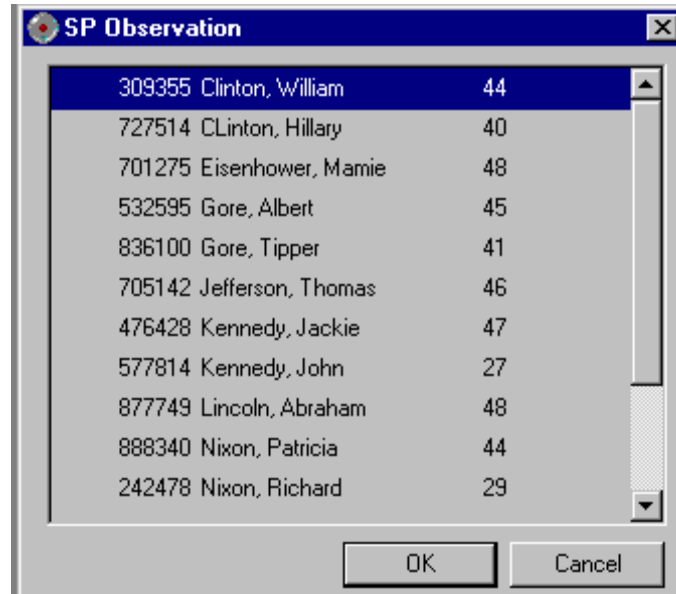 SP Observation
309355 Clinton, William 44
727514 CLinton, Hillary 40
701275 Eisenhower, Mamie 48
532595 Gore, Albert 45
836100 Gore, Tipper 41
705142 Jefferson, Thomas 46
476428 Kennedy, Jackie 47
577814 Kennedy, John 27
877749 Lincoln, Abraham 48
888340 Nixon, Patricia 44
242478 Nixon, Richard 29
OK Cancel